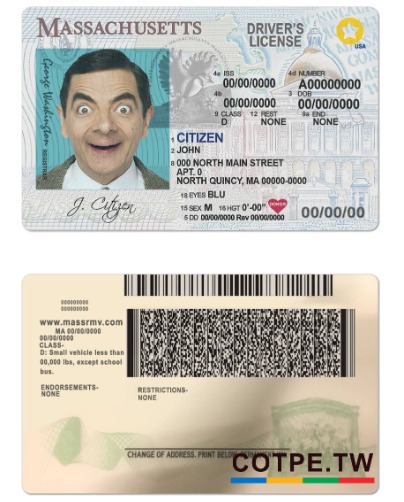 MASSACHUSETTS
DRIVER'S
LICENSE
USA
George Washington
REGISTRAR
4a ISS
00/00/0000
4d NUMBER
A00000000
4b
00/00/0000
3 DOB
00/00/0000
9 CLASS
D
12 REST
NONE
9a END
NONE
1 CITIZEN
2 JOHN
8 000 NORTH MAIN STREET
APT. 0
NORTH QUINCY, MA 00000-0000
18 EYES BLU
15 SEX M 16 HGT 0'-00"
DONOR
5 DD 00/00/0000 Rev 00/00/0000
00/00/00
J. Citizen
000000000
000000000
www.massrmv.com
MA 00/00/0000
CLASS-
D: Small vehicle less than
00,000 lbs, except school
bus.
ENDORSEMENTS-
NONE
RESTRICTIONS-
NONE
CHANGE OF ADDRESS. PRINT BELOW
COTPE.TW